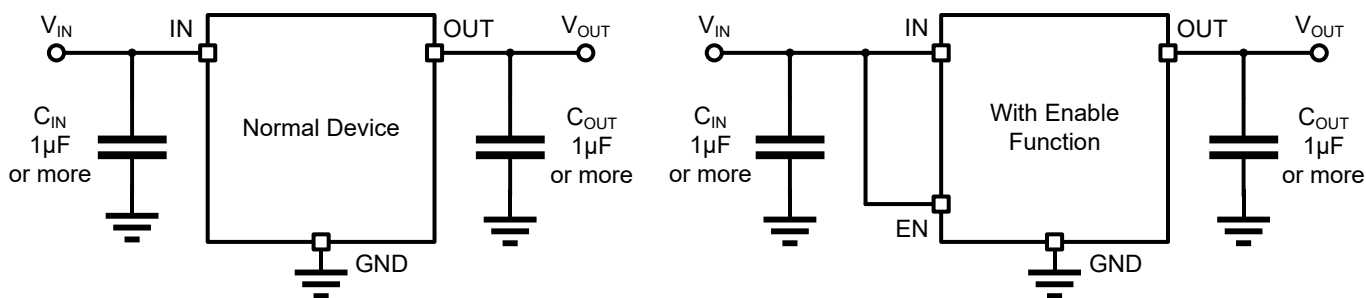 V_IN
IN
OUT
V_OUT
C_IN
1µF
or more
Normal Device
C_OUT
1µF
or more
GND
V_IN
IN
OUT
V_OUT
C_IN
1µF
or more
With Enable
Function
C_OUT
1µF
or more
EN
GND